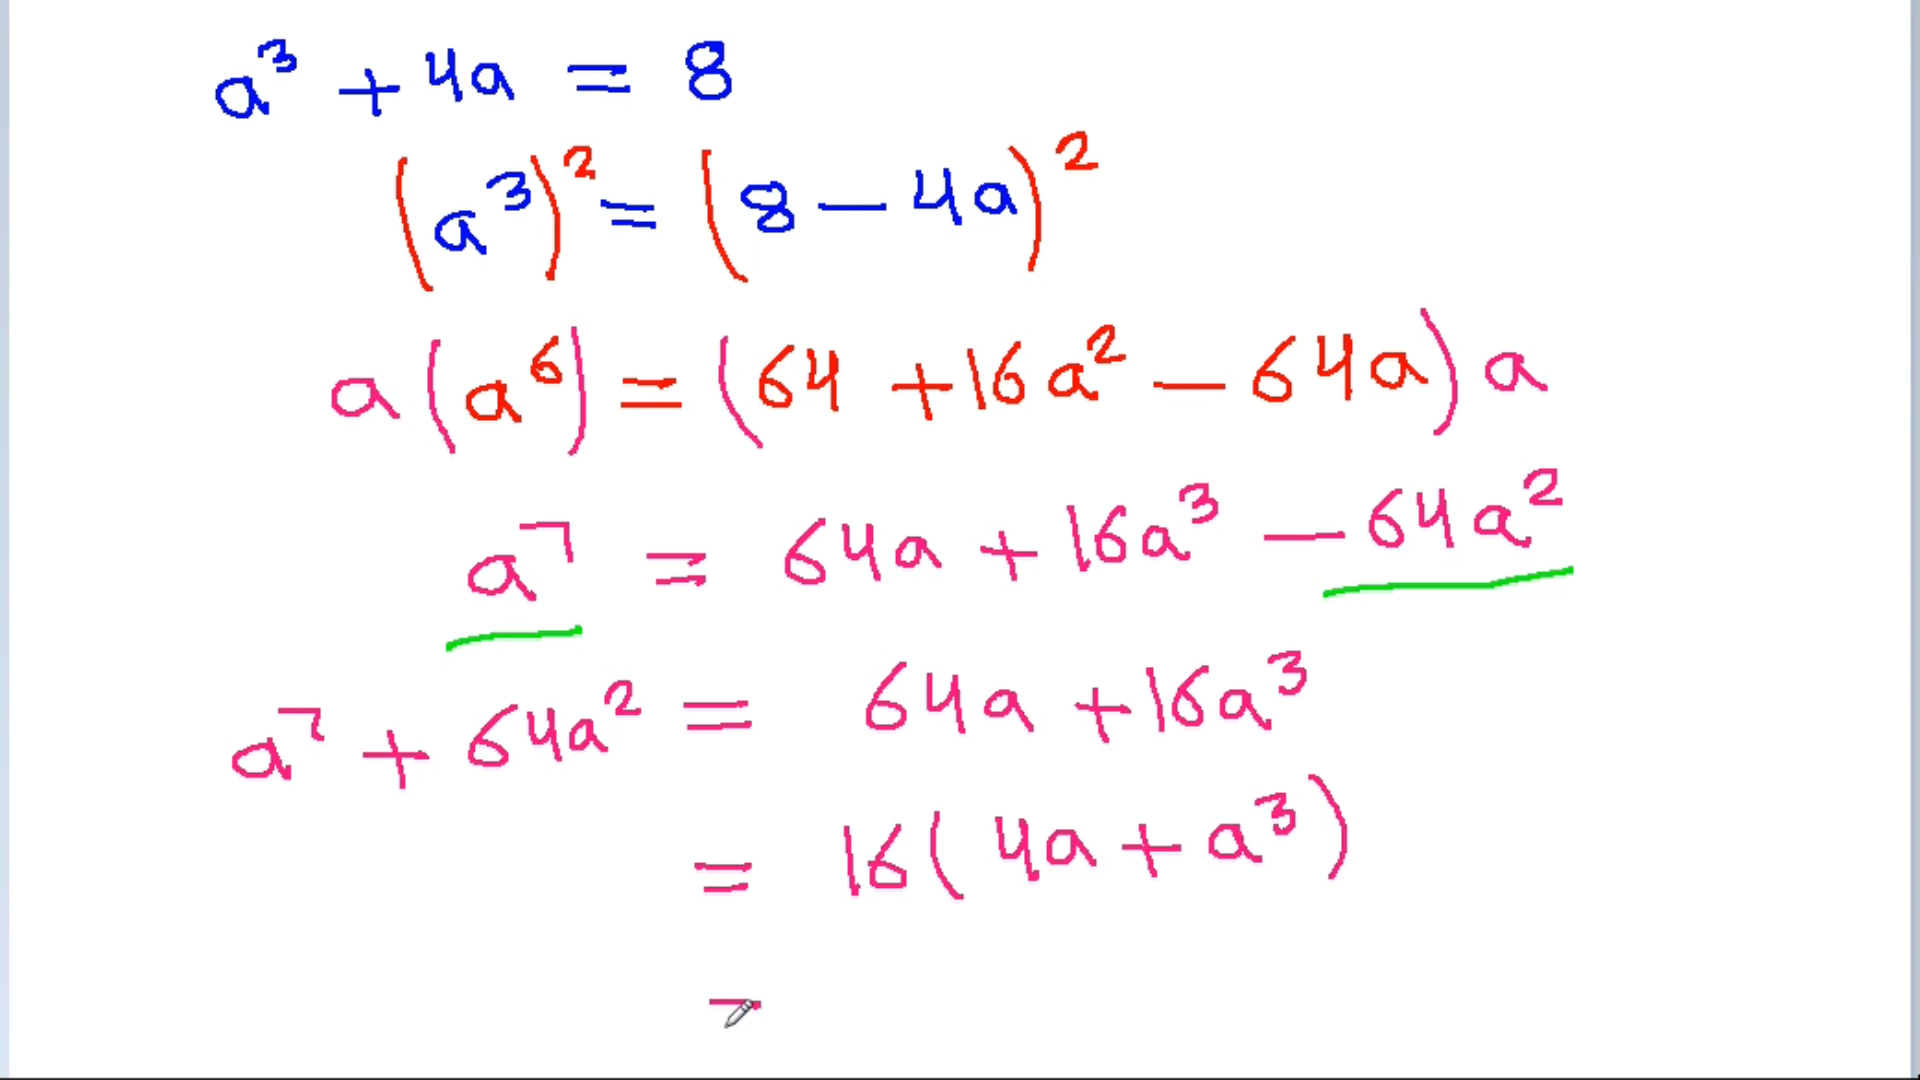 a³ + 4a = 8
(a³)² = (8 − 4a)²
a(a⁶) = (64 + 16a² − 64a)a
a⁷ = 64a + 16a³ − 64a²
a⁷ + 64a² = 64a + 16a³
= 16(4a + a³)